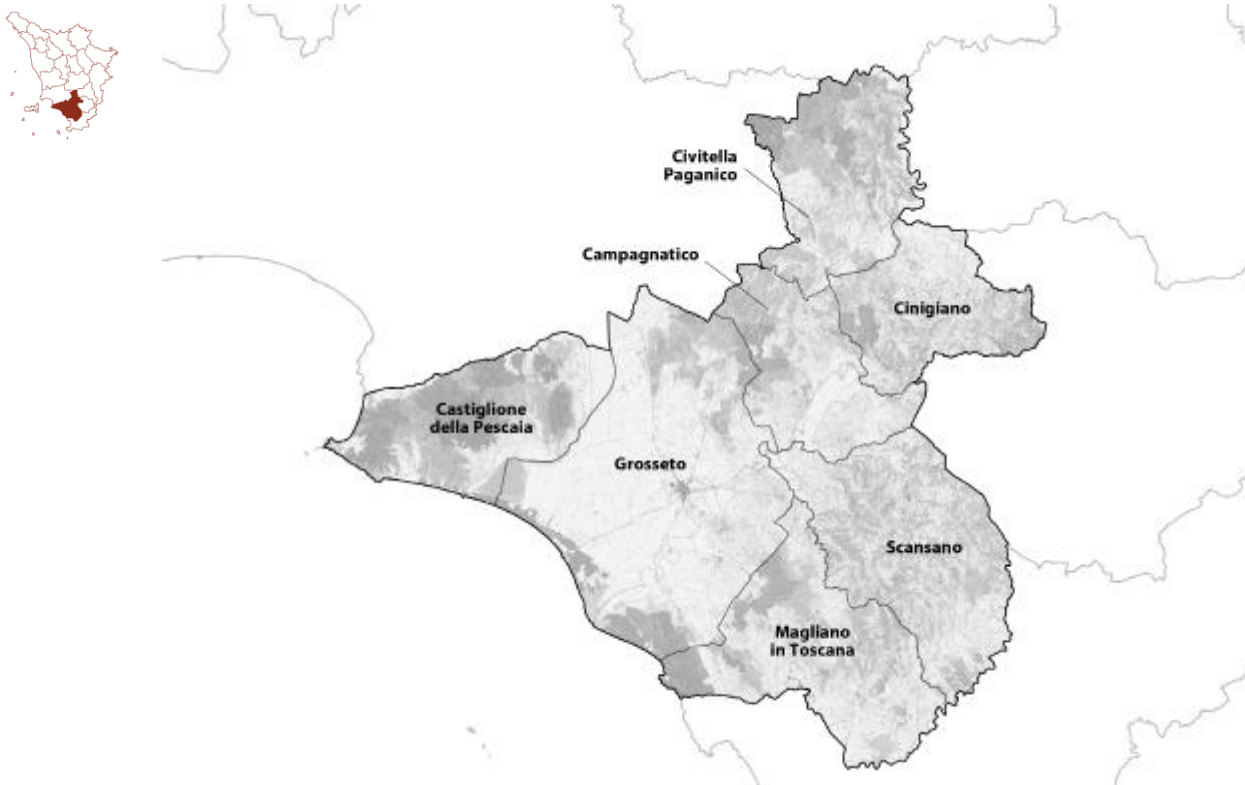 Civitella
Paganico
Campagnatico
Cinigiano
Castiglione
della Pescaia
Grosseto
Scansano
Magliano
in Toscana